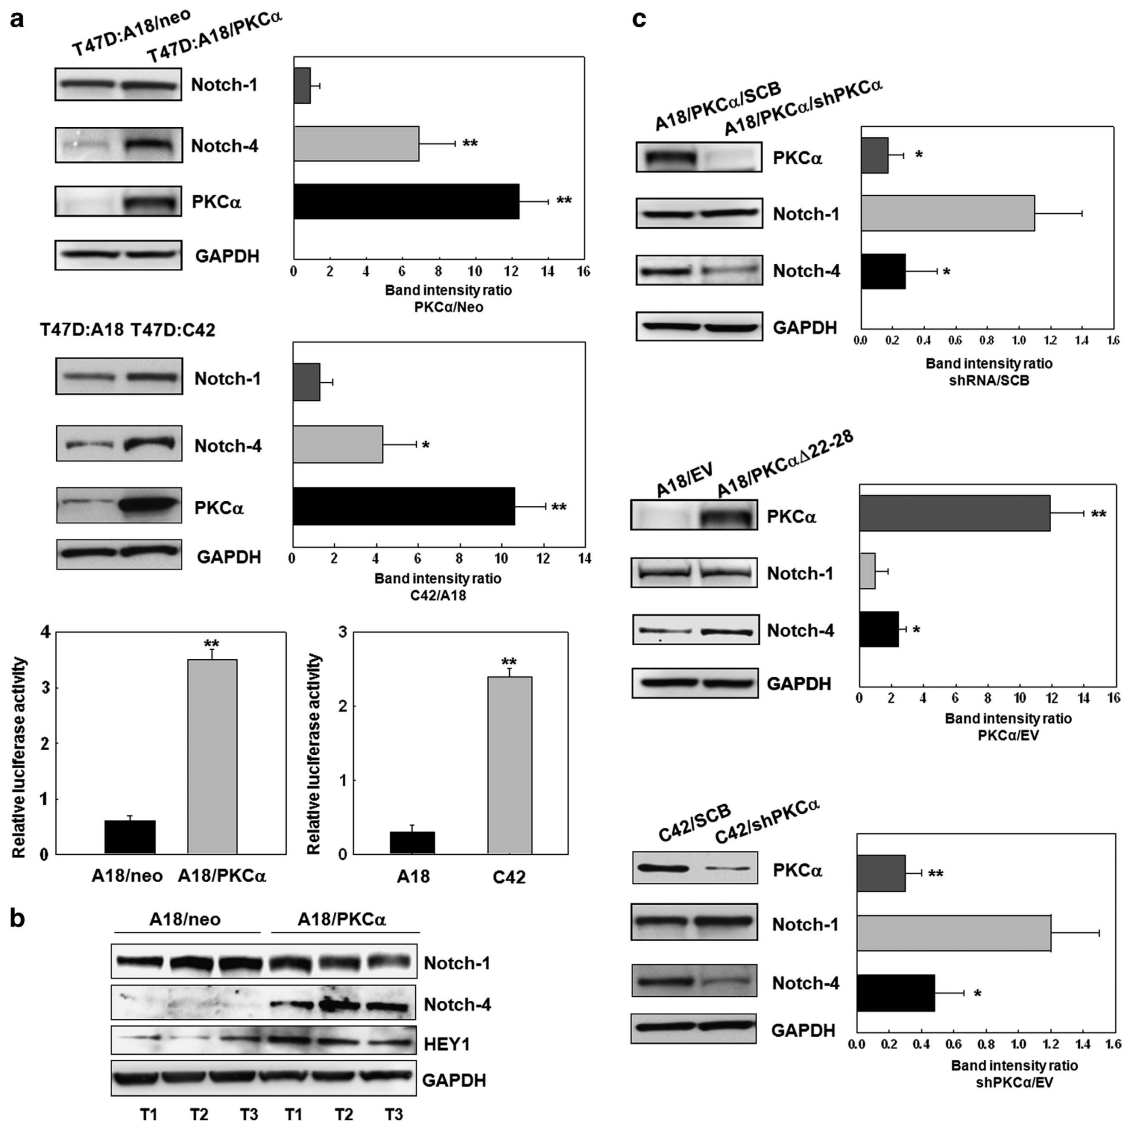 a
T47D:A18/neo
T47D:A18/PKCα
Notch-1
Notch-4
**
PKCα
**
GAPDH
0 2 4 6 8 10 12 14 16
Band intensity ratio
PKCα/Neo
T47D:A18 T47D:C42
Notch-1
Notch-4
*
PKCα
**
GAPDH
0 2 4 6 8 10 12 14
Band intensity ratio
C42/A18
Relative luciferase activity
4
3
2
1
0
**
A18/neo A18/PKCα
Relative luciferase activity
3
2
1
0
**
A18 C42
b
A18/neo A18/PKCα
Notch-1
Notch-4
HEY1
GAPDH
T1 T2 T3 T1 T2 T3
c
A18/PKCα/SCB
A18/PKCα/shPKCα
PKCα
*
Notch-1
Notch-4
*
GAPDH
0.0 0.2 0.4 0.6 0.8 1.0 1.2 1.4 1.6
Band intensity ratio
shRNA/SCB
A18/EV
A18/PKCαΔ22-28
PKCα
**
Notch-1
Notch-4
*
GAPDH
0 2 4 6 8 10 12 14 16
Band intensity ratio
PKCα/EV
C42/SCB
C42/shPKCα
PKCα
**
Notch-1
Notch-4
*
GAPDH
0.0 0.2 0.4 0.6 0.8 1.0 1.2 1.4 1.6
Band intensity ratio
shPKCα/EV